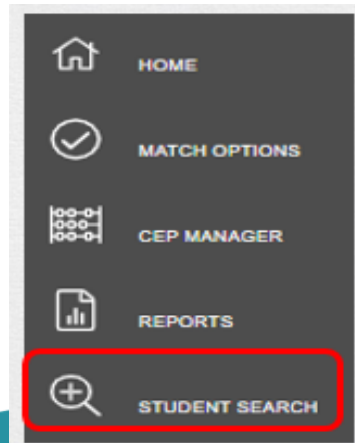 HOME
MATCH OPTIONS
CEP MANAGER
REPORTS
STUDENT SEARCH